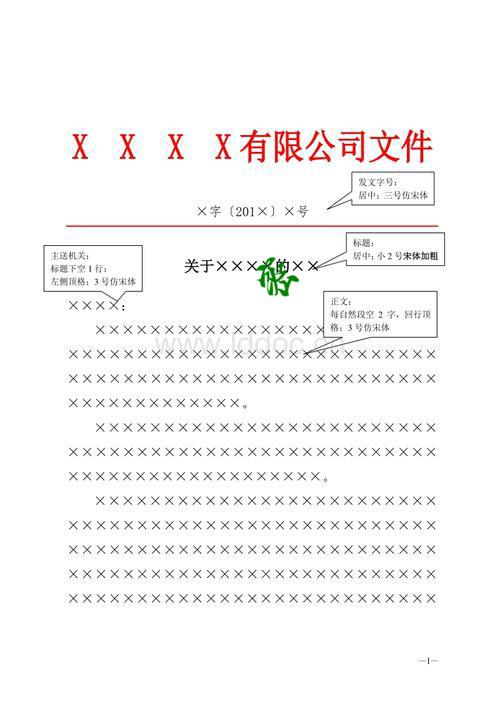 X X X X有限公司文件
发文字号：
居中；三号仿宋体
×字〔201×〕×号
主送机关：
标题下空1行；
左侧顶格；3号仿宋体
标题：
居中；小2号宋体加粗
关于××××的××
××××：
正文：
每自然段空 2 字，回行顶
格；3号仿宋体
×××××××××××××××××
×××××××××××××××××××××××××××
×××××××××××××××××××××××××××
×××××××××××××。
×××××××××××××××××××××××××
×××××××××××××××××××××××××××
×××××××××××××××××××。
×××××××××××××××××××××××××
×××××××××××××××××××××××××××
×××××××××××××××××××××××××××
×××××××××××××××××××××××××××
×××××××××××××××××××××××××××
—1—